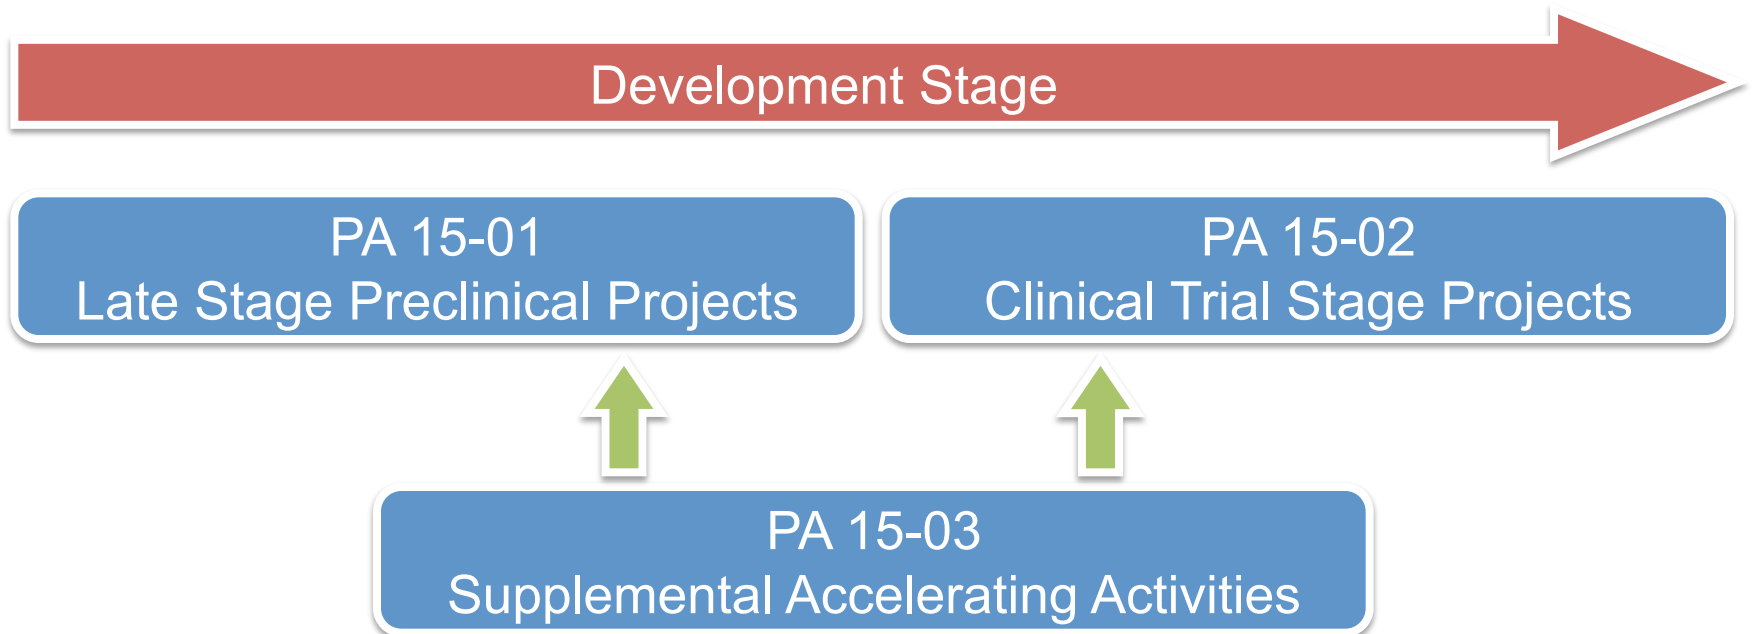 Development Stage
PA 15-01
Late Stage Preclinical Projects
PA 15-02
Clinical Trial Stage Projects
PA 15-03
Supplemental Accelerating Activities